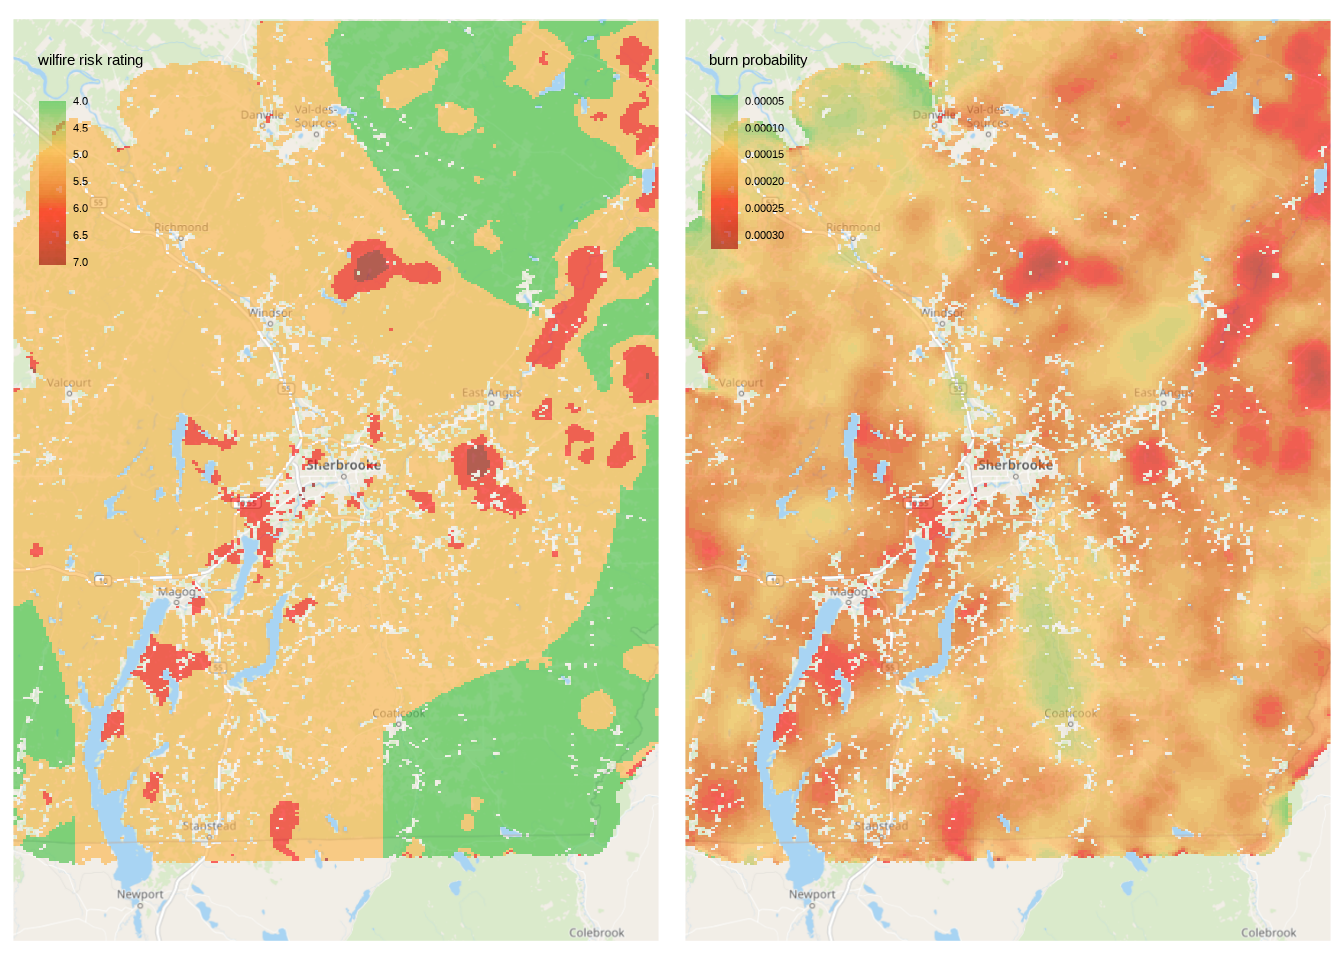 wilfire risk rating
4.0
4.5
5.0
5.5
6.0
6.5
7.0
55
Danville
Val-des-
Sources
Richmond
Windsor
Valcourt
55
East Angus
Sherbrooke
10
Magog
Coaticook
Stanstead
Newport
Colebrook
burn probability
0.00005
0.00010
0.00015
0.00020
0.00025
0.00030
Danville
Val-des-
Sources
Richmond
Windsor
Valcourt
55
East Angus
Sherbrooke
10
Magog
Coaticook
Stanstead
Newport
Colebrook